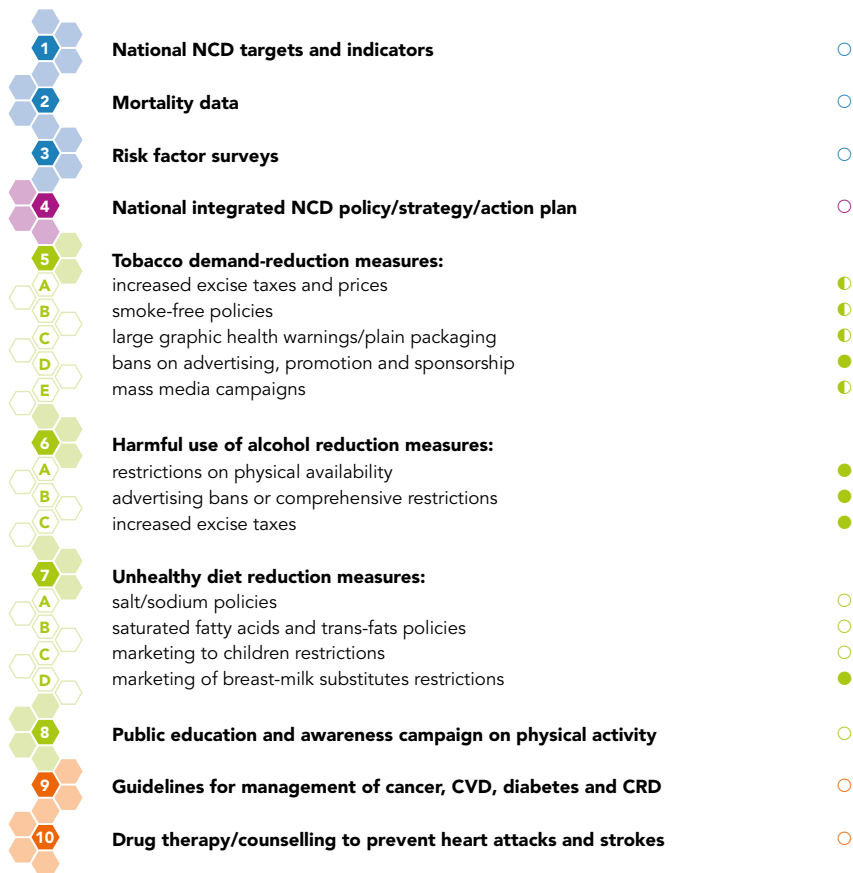 1 National NCD targets and indicators
2 Mortality data
3 Risk factor surveys
4 National integrated NCD policy/strategy/action plan
5 Tobacco demand-reduction measures:
A increased excise taxes and prices
B smoke-free policies
C large graphic health warnings/plain packaging
D bans on advertising, promotion and sponsorship
E mass media campaigns
6 Harmful use of alcohol reduction measures:
A restrictions on physical availability
B advertising bans or comprehensive restrictions
C increased excise taxes
7 Unhealthy diet reduction measures:
A salt/sodium policies
B saturated fatty acids and trans-fats policies
C marketing to children restrictions
D marketing of breast-milk substitutes restrictions
8 Public education and awareness campaign on physical activity
9 Guidelines for management of cancer, CVD, diabetes and CRD
10 Drug therapy/counselling to prevent heart attacks and strokes